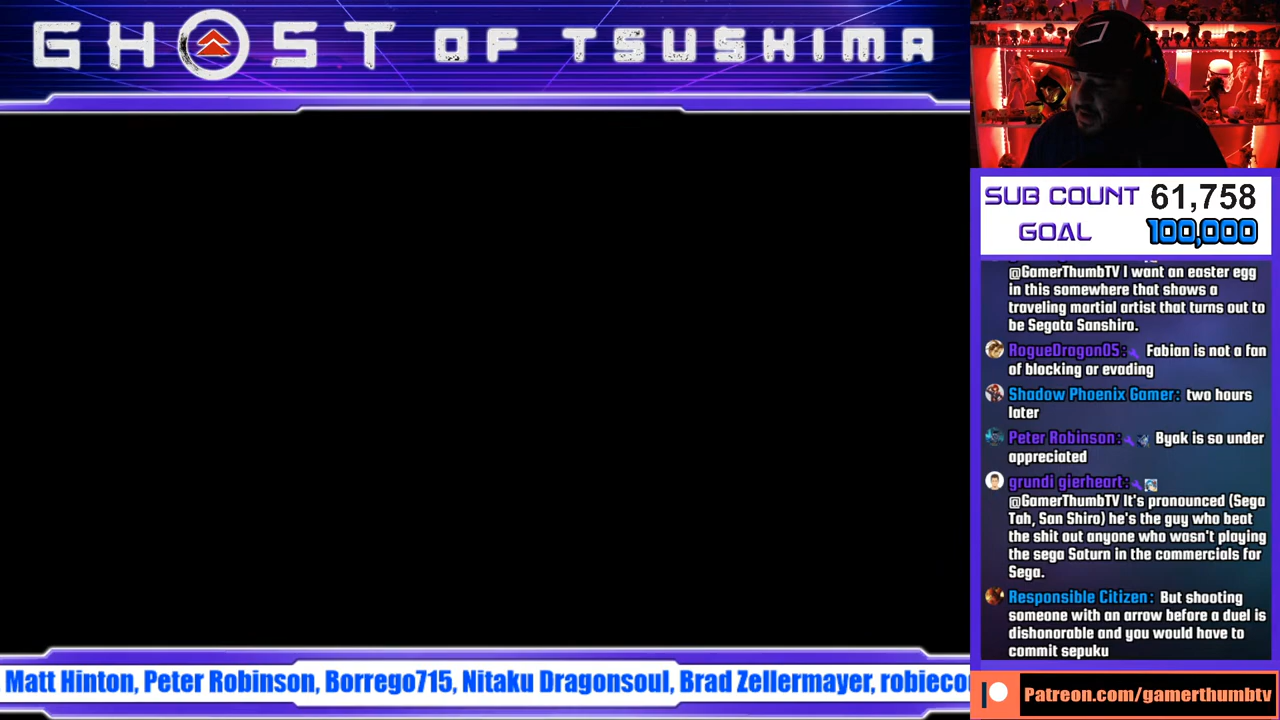 GHOST OF TSUSHIMA
SUB COUNT 61,758
GOAL 100,000
@GamerThumbTV I want an easter egg
in this somewhere that shows a
traveling martial artist that turns out to
be Segata Sanshiro.
RogueDragon05: Fabian is not a fan
of blocking or evading
Shadow Phoenix Gamer: two hours
later
Peter Robinson: Byak is so under
appreciated
grundi gierheart:
@GamerThumbTV It's pronounced (Sega
Tah, San Shiro) he's the guy who beat
the shit out anyone who wasn't playing
the sega Saturn in the commercials for
Sega.
Responsible Citizen: But shooting
someone with an arrow before a duel is
dishonorable and you would have to
commit sepuku
Matt Hinton, Peter Robinson, Borrego715, Nitaku Dragonsoul, Brad Zellermayer, robieco
Patreon.com/gamerthumbtv